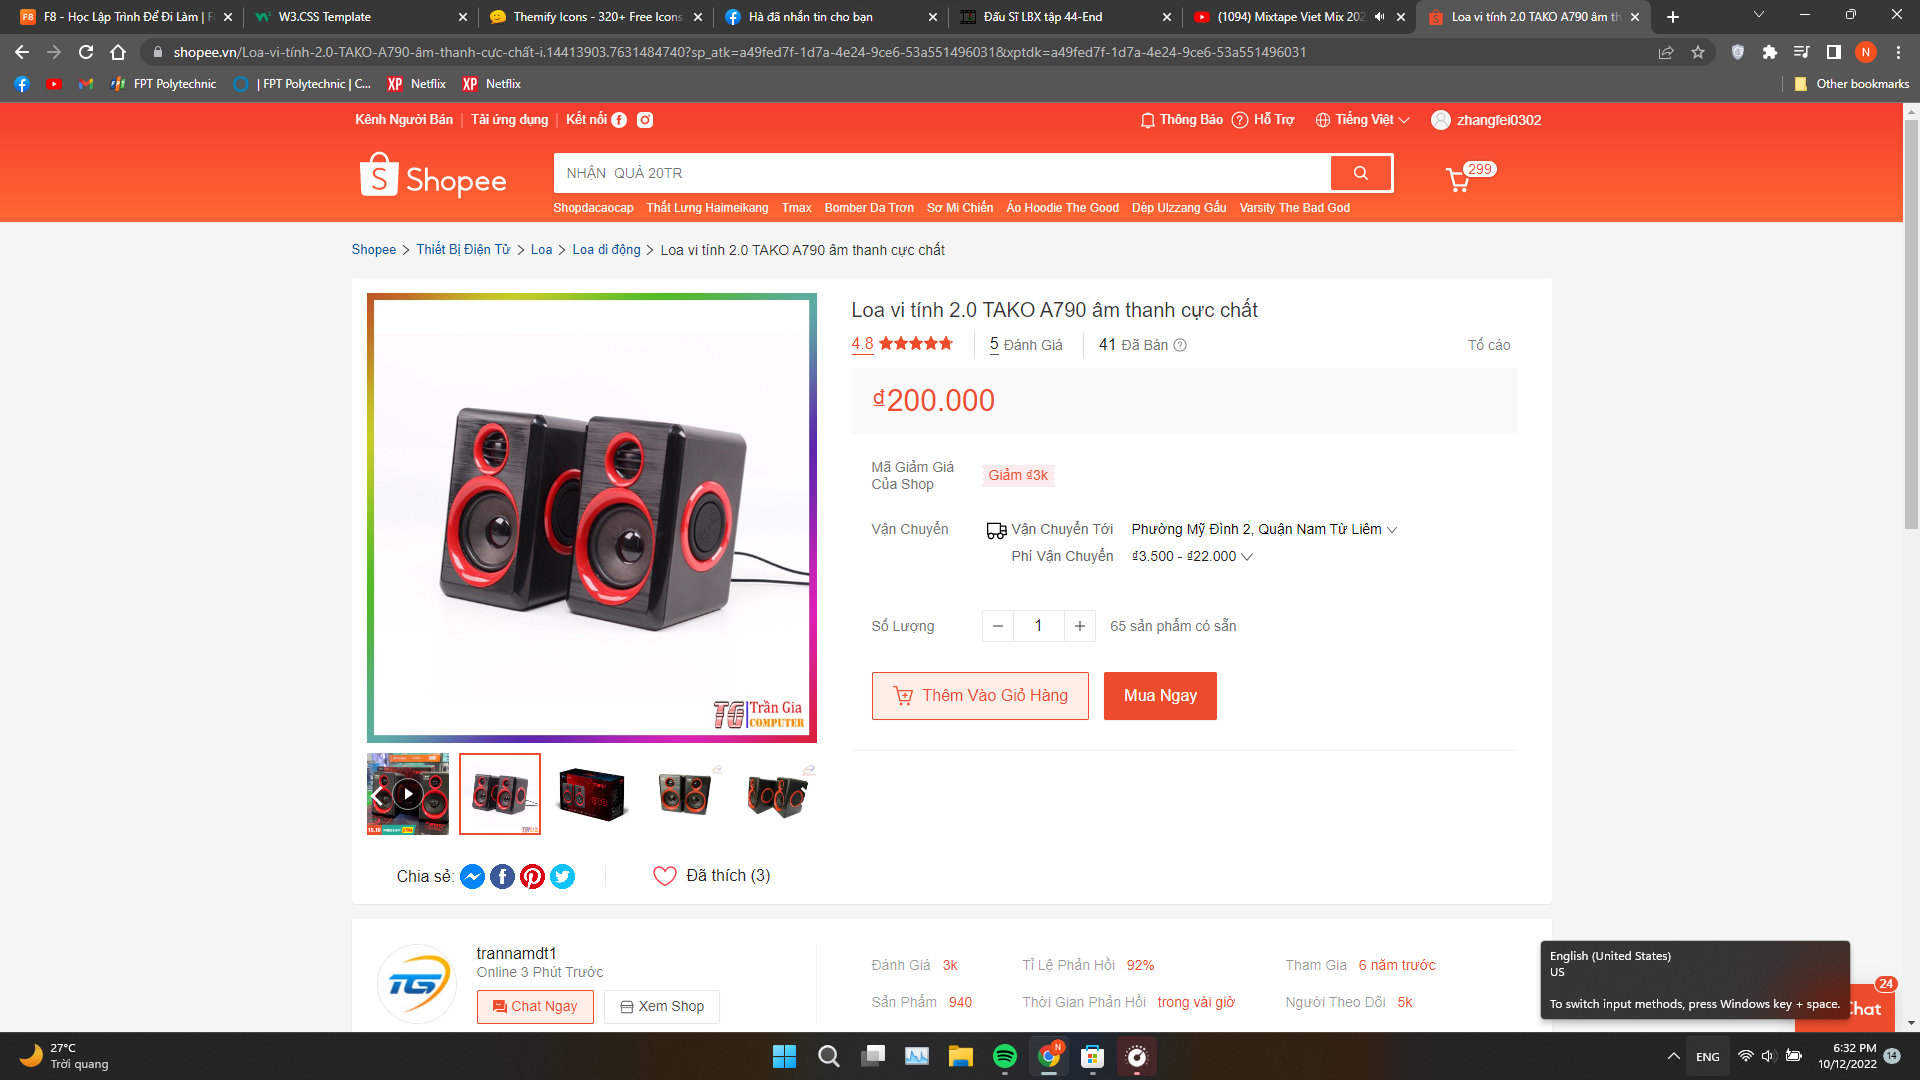 F8 - Học Lập Trình Để Đi Làm | F
W3.CSS Template
Themify Icons - 320+ Free Icons
Hà đã nhắn tin cho bạn
Đấu Sĩ LBX tập 44-End
(1094) Mixtape Viet Mix 202
Loa vi tính 2.0 TAKO A790 âm th
shopee.vn/Loa-vi-tính-2.0-TAKO-A790-âm-thanh-cực-chất-i.14413903.7631484740?sp_atk=a49fed7f-1d7a-4e24-9ce6-53a551496031&xptdk=a49fed7f-1d7a-4e24-9ce6-53a551496031
N
FPT Polytechnic
| FPT Polytechnic | C...
XP Netflix
XP Netflix
Other bookmarks
Kênh Người Bán
Tải ứng dụng
Kết nối
Thông Báo
Hỗ Trợ
Tiếng Việt
zhangfei0302
Shopee
NHẬN QUÀ 20TR
299
Shopdacaocap Thắt Lưng Haimeikang Tmax Bomber Da Trơn Sơ Mi Chiến Áo Hoodie The Good Dép Ulzzang Gấu Varsity The Bad God
Shopee > Thiết Bị Điện Tử > Loa > Loa di động > Loa vi tính 2.0 TAKO A790 âm thanh cực chất
Loa vi tính 2.0 TAKO A790 âm thanh cực chất
4.8
5 Đánh Giá
41 Đã Bán
Tố cáo
₫200.000
Mã Giảm Giá
Của Shop
Giảm ₫3k
Vận Chuyển
Vận Chuyển Tới
Phường Mỹ Đình 2, Quận Nam Từ Liêm
Phí Vận Chuyển
₫3.500 - ₫22.000
Số Lượng
1
65 sản phẩm có sẵn
Thêm Vào Giỏ Hàng
Mua Ngay
TG Trần Gia
COMPUTER
Chia sẻ:
Đã thích (3)
TG
trannamdt1
Online 3 Phút Trước
Chat Ngay
Xem Shop
Đánh Giá 3k
Tỉ Lệ Phản Hồi 92%
Tham Gia 6 năm trước
Sản Phẩm 940
Thời Gian Phản Hồi trong vài giờ
Người Theo Dõi 5k
English (United States)
US
To switch input methods, press Windows key + space.
24
hat
27°C
Trời quang
N
ENG
6:32 PM
10/12/2022
14